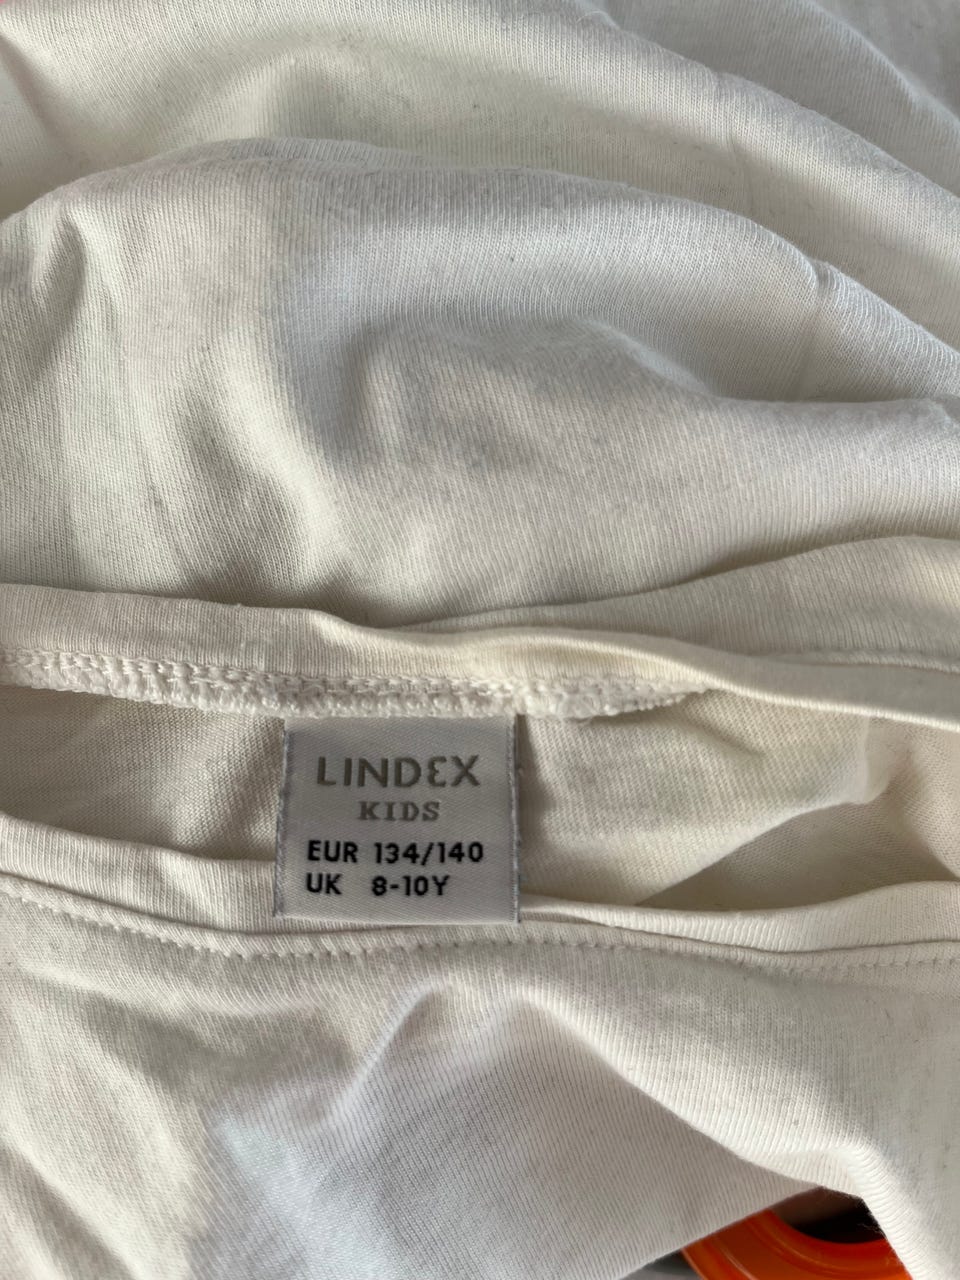 LINDEX
KIDS
EUR 134/140
UK 8-10Y